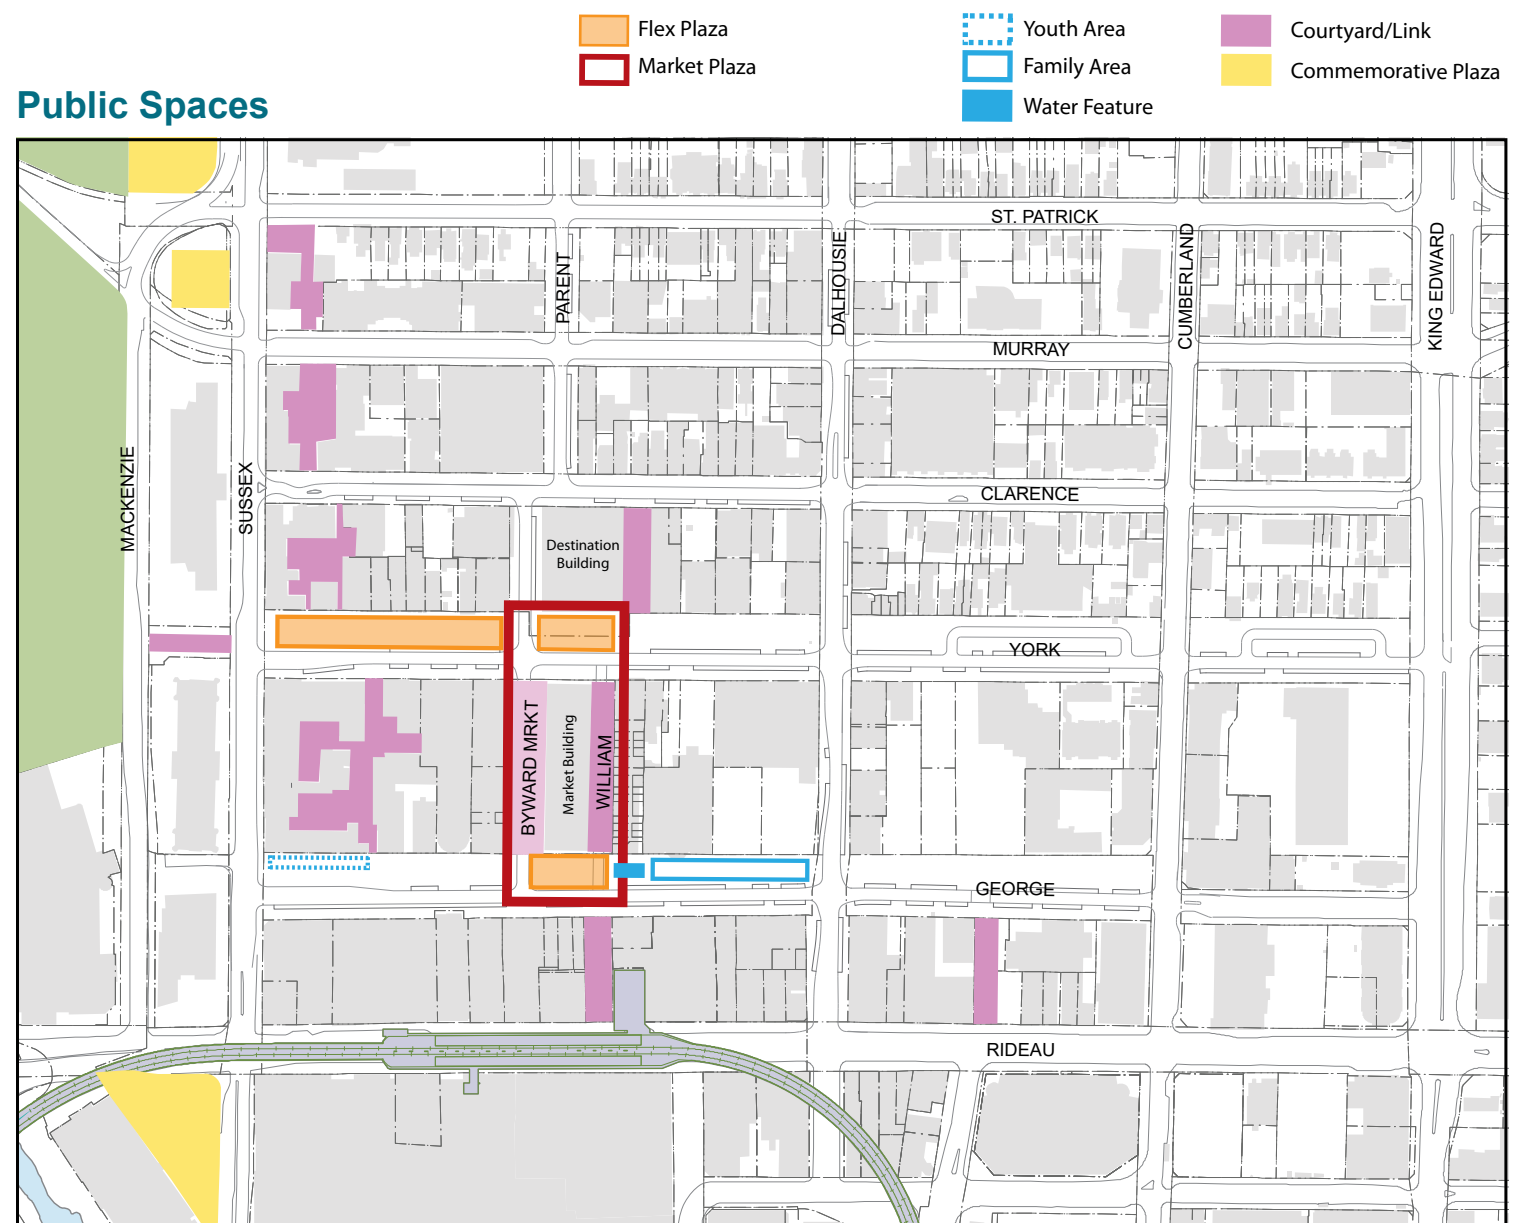 Flex Plaza
Market Plaza
Youth Area
Family Area
Water Feature
Courtyard/Link
Commemorative Plaza
Public Spaces
ST. PATRICK
PARENT
DALHOUSIE
CUMBERLAND
KING EDWARD
MURRAY
MACKENZIE
SUSSEX
CLARENCE
Destination
Building
YORK
BYWARD MRKT
Market Building
WILLIAM
GEORGE
RIDEAU